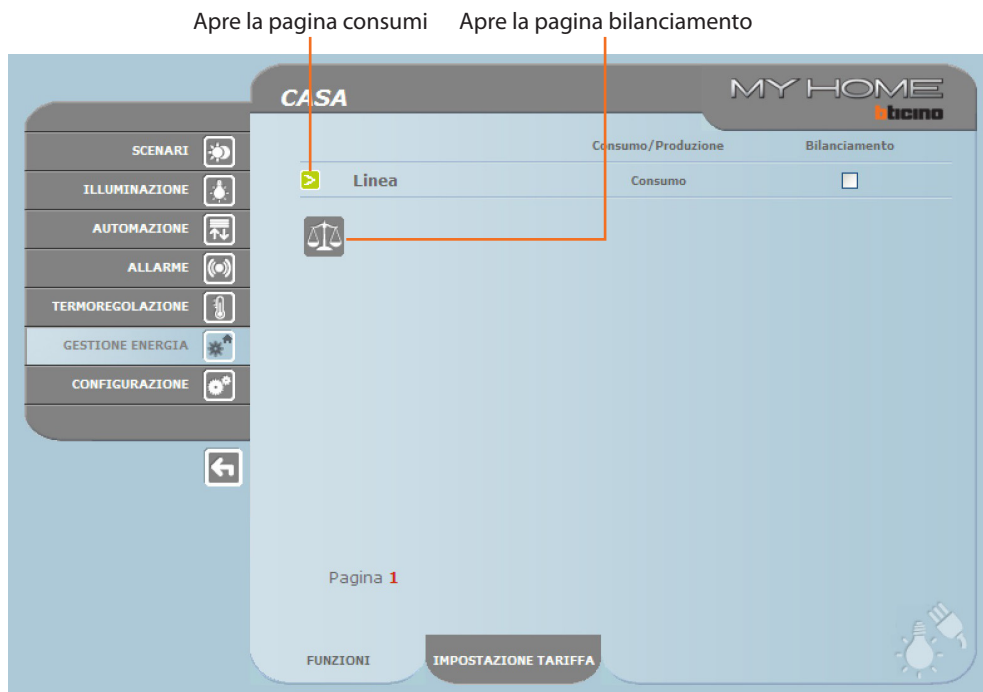 Apre la pagina consumi
Apre la pagina bilanciamento
CASA
MY HOME
bticino
Consumo/Produzione
Bilanciamento
Linea
Consumo
SCENARI
ILLUMINAZIONE
AUTOMAZIONE
ALLARME
TERMOREGOLAZIONE
GESTIONE ENERGIA
CONFIGURAZIONE
Pagina 1
FUNZIONI
IMPOSTAZIONE TARIFFA